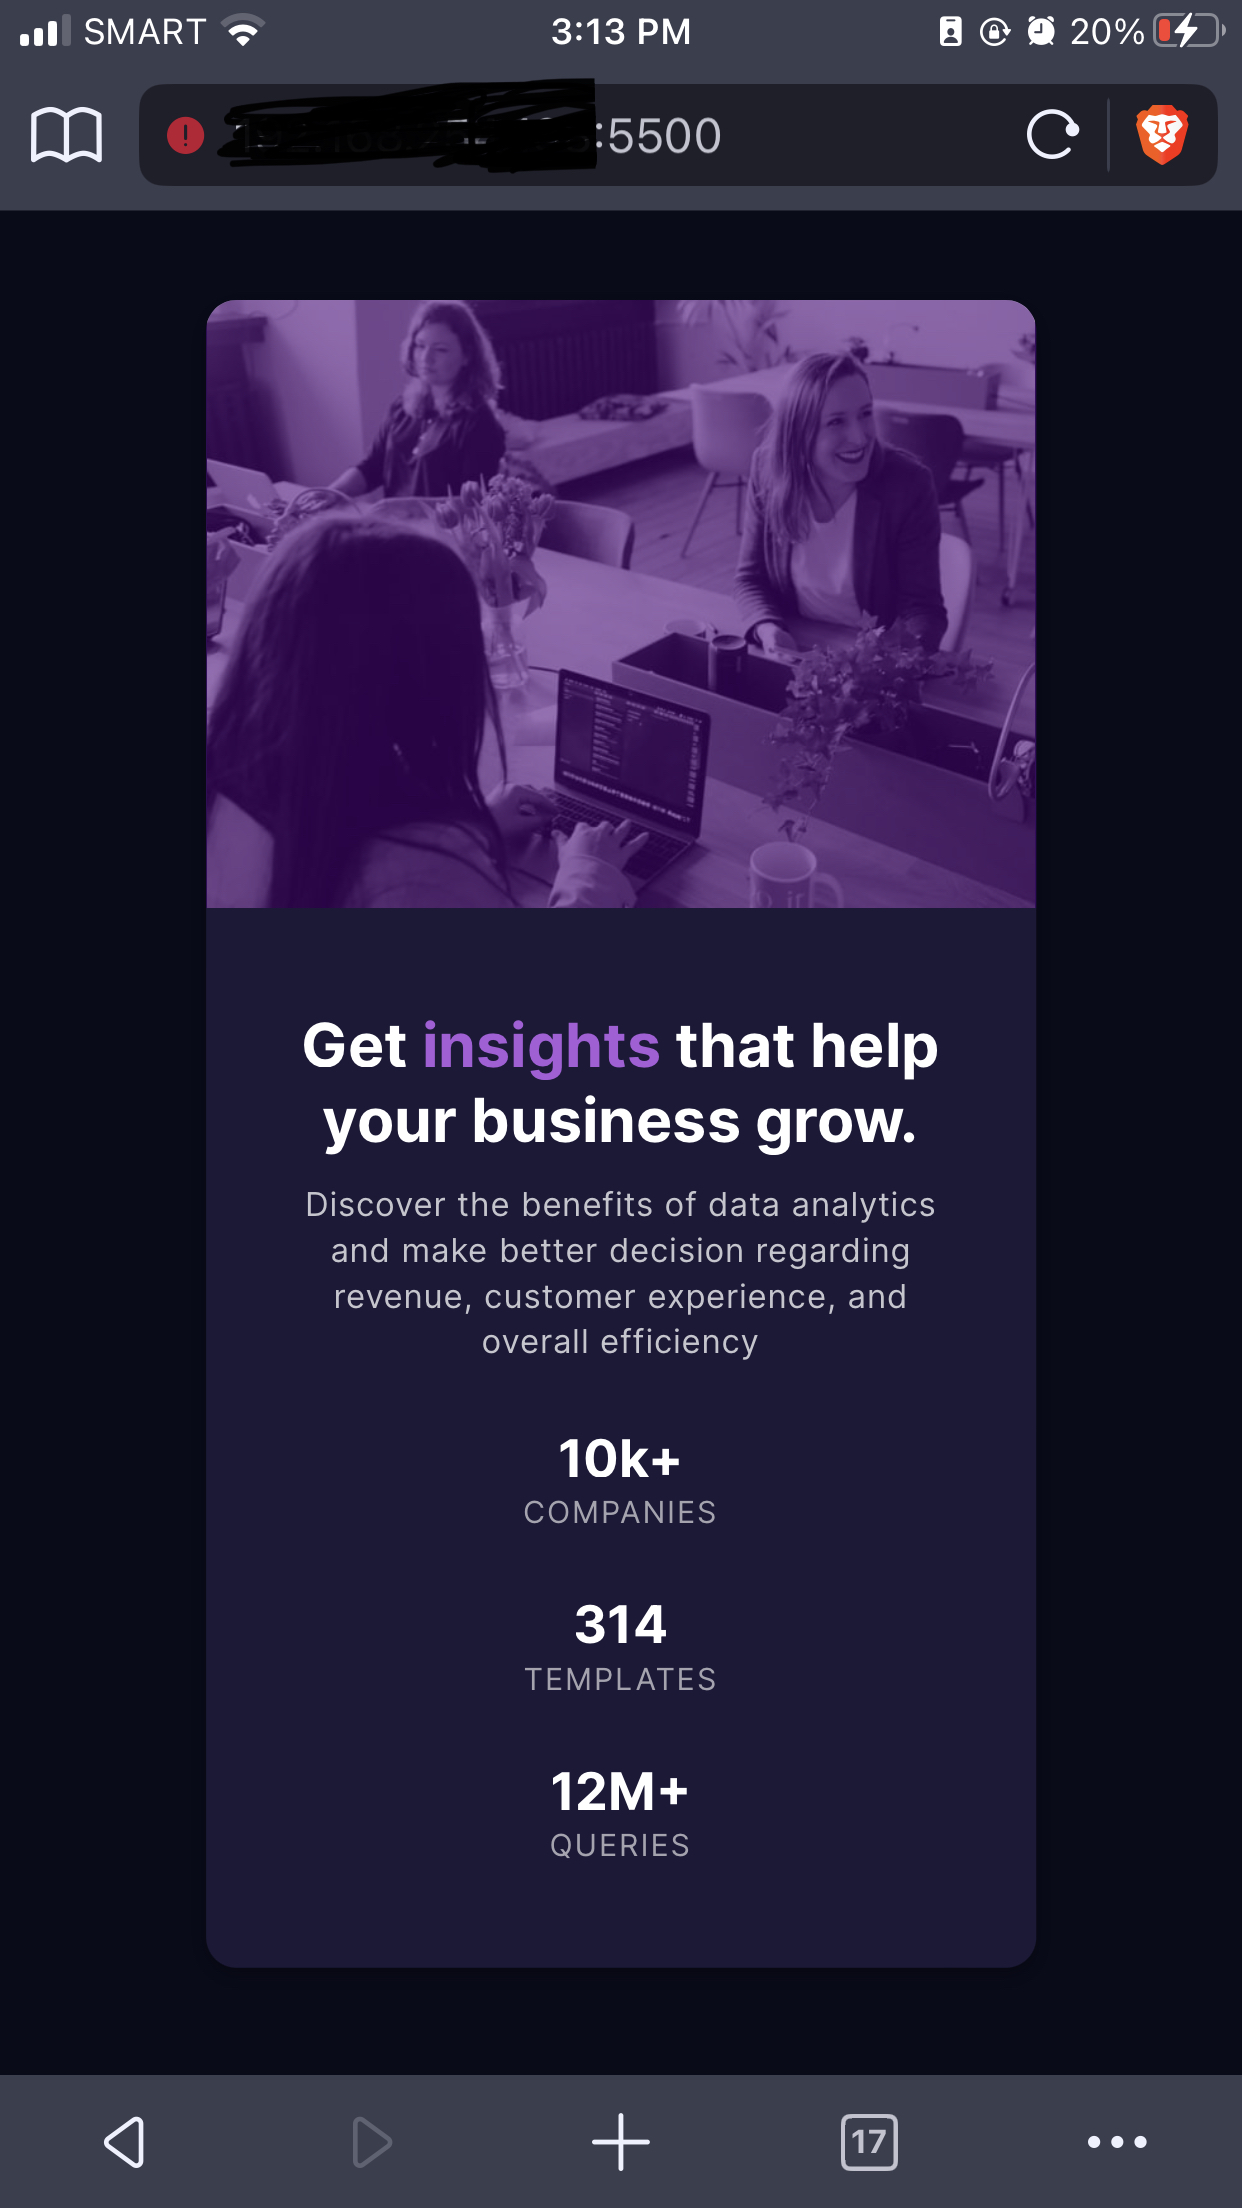 SMART 3:13 PM 20%
:5500
Get insights that help
your business grow.
Discover the benefits of data analytics
and make better decision regarding
revenue, customer experience, and
overall efficiency
10k+
COMPANIES
314
TEMPLATES
12M+
QUERIES
17